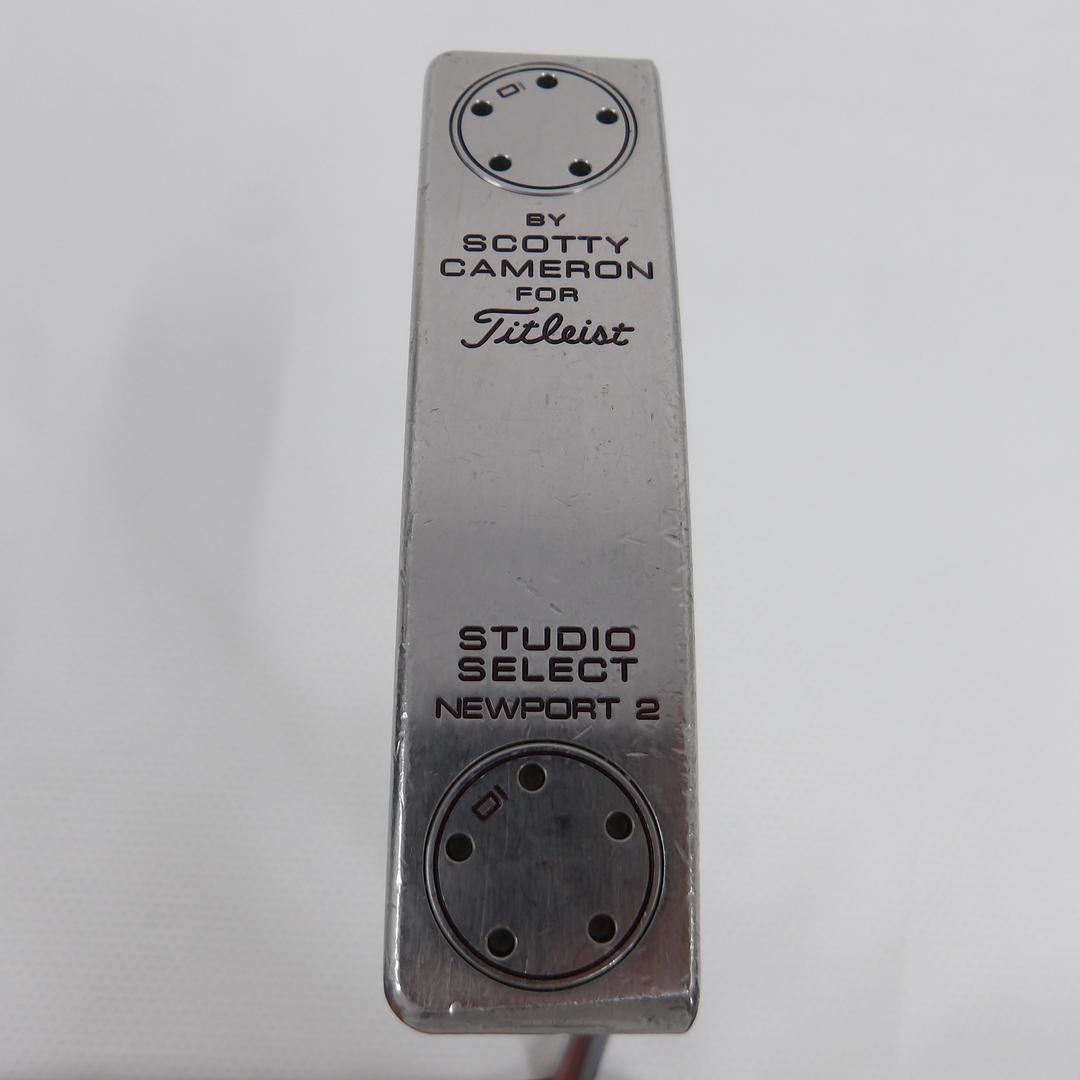 BY
SCOTTY
CAMERON
FOR
Titleist
STUDIO
SELECT
NEWPORT 2